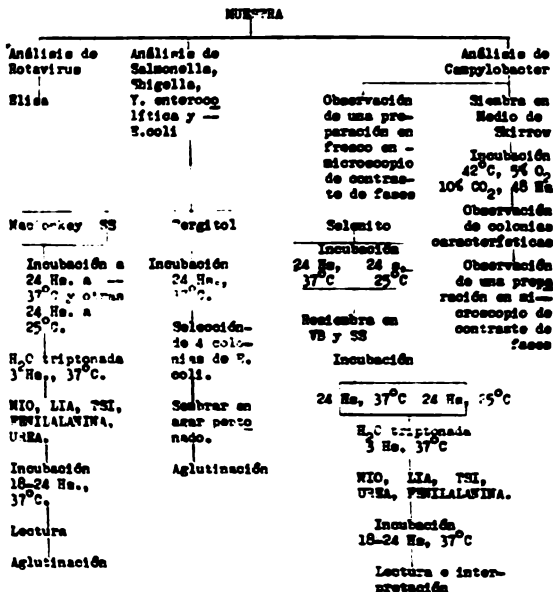 MUESTRA
Análisis de
Rotavirus
Elisa
Análisis de
Salmonella,
Shigella,
Y. enteroco
lítica y —
E.coli
Análisis de
Campylobacter
Observación
de una pre-
paración en
fresco en -
microscopio
de contras-
te de fases
Siembra en
Medio de
Skirrow
Incubación
42°C, 5% O2
10% CO2, 48 Hs
Observación
de colonias
características
Observación
de una prepa
ración en mi-
croscopio de
contraste de
fases
MacConkey SS
Incubación a
24 Hs. a —
37°C y otras
24 Hs. a
25°C.
H2C triptonada
3 Hs., 37°C.
MIO, LIA, TSI,
FENILALANINA,
UREA.
Incubación
18-24 Hs.,
37°C.
Lectura
Aglutinación
Tergitol
Incubación
24 Hs.,
37°C.
Selección-
de 4 colo-
nias de E.
coli.
Sembrar en
agar pepto
nado.
Aglutinación
Selenito
Incubación
24 Hs, 24
37°C 25°C
Resiembra en
VB y SS
Incubación
24 Hs, 37°C 24 Hs, 25°C
H2C triptonada
3 Hs. 37°C
MIO, LIA, TSI,
UREA, FENILALANINA.
Incubación
18-24 Hs, 37°C
Lectura e inter-
pretación